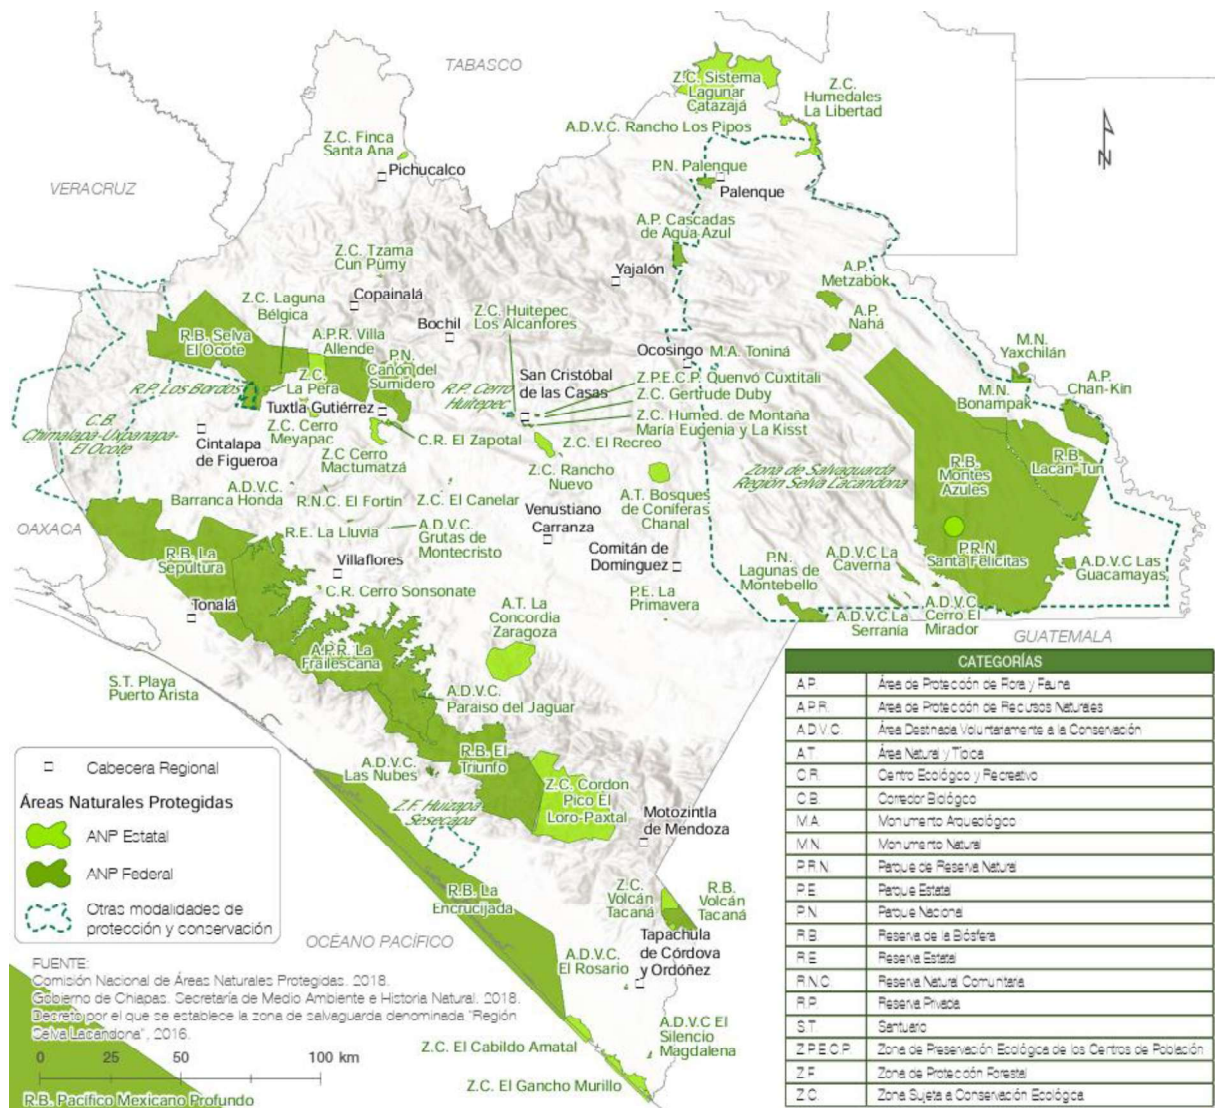 TABASCO
VERACRUZ
OAXACA
GUATEMALA
OCÉANO PACÍFICO
Z.C. Sistema
Lagunar
Catazajá
Z.C.
Humedales
La Libertad
A.D.V.C. Rancho Los Pipos
Z.C. Finca
Santa Ana
Pichucalco
P.N. Palenque
Palenque
A.P. Cascadas
de Agua Azul
Z.C. Tzama
Cun Pümy
Yajalón
A.P.
Metzabok
Copainalá
Z.C. Laguna
Bélgica
Z.C. Huitepec
Los Alcanfores
A.P.
Nahá
Bochil
R.B. Selva
El Ocote
A.P.R. Villa
Allende
P.N.
Cañón del
Sumidero
Ocosingo
M.A. Toniná
M.N.
Yaxchilán
Z.C.
La Pera
R.P. Los Bordos
R.P. Cerro
Huitepec
San Cristóbal
de las Casas
Z.P.E.C.P. Quenvó Cuxtitali
Z.C. Gertrude Duby
Z.C. Humed. de Montaña
María Eugenia y La Kisst
M.N.
Bonampak
A.P.
Chan-Kin
Tuxtla Gutiérrez
C.B.
Chimalapa-Uxpanapa-
El Ocote
Z.C. Cerro
Meyapac
C.R. El Zapotal
Z.C. El Recreo
Cintalapa
de Figueroa
Z.C Cerro
Mactumatzá
Z.C. Rancho
Nuevo
Zona de Salvaguarda
Región Selva Lacandona
R.B.
Montes
Azules
R.B.
Lacan-Tun
A.D.V.C.
Barranca Honda
R.N.C. El Fortín
Z.C. El Canelar
A.T. Bosques
de Coníferas
Chanal
Venustiano
Carranza
R.E. La Lluvia
A.D.V.C.
Grutas de
Montecristo
Comitán de
Domínguez
R.B. La
Sepultura
Villaflores
P.N.
Lagunas de
Montebello
A.D.V.C La
Caverna
P.R.N
Santa Felicitas
A.D.V.C Las
Guacamayas
C.R. Cerro Sonsonate
P.E. La
Primavera
Tonalá
A.T. La
Concordia
Zaragoza
A.D.V.C La
Serranía
A.D.V.C
Cerro El
Mirador
A.P.R. La
Frailescana
S.T. Playa
Puerto Arista
A.D.V.C.
Paraiso del Jaguar
R.B. El
Triunfo
A.D.V.C.
Las Nubes
Z.C. Cordon
Pico El
Loro-Paxtal
Z.F. Huizapa
Sesecapa
Motozintla
de Mendoza
R.B. La
Encrucijada
Z.C.
Volcán
Tacaná
R.B.
Volcán
Tacaná
Tapachula
de Córdova
y Ordóñez
A.D.V.C.
El Rosario
A.D.V.C El
Silencio
Magdalena
Z.C. El Cabildo Amatal
Z.C. El Gancho Murillo
R.B. Pacífico Mexicano Profundo
N
Cabecera Regional
Áreas Naturales Protegidas
ANP Estatal
ANP Federal
Otras modalidades de
protección y conservación
FUENTE:
Comisión Nacional de Áreas Naturales Protegidas. 2018.
Gobierno de Chiapas. Secretaría de Medio Ambiente e Historia Natural. 2018.
Decreto por el que se establece la zona de salvaguarda denominada "Región
Selva Lacandona", 2016.
0 25 50 100 km
CATEGORÍAS
A.P. Área de Protección de Flora y Fauna
A.P.R. Área de Protección de Recursos Naturales
A.D.V.C. Área Destinada Voluntaramente a la Conservación
A.T. Área Natural y Típica
C.R. Centro Ecológico y Recreativo
C.B. Corredor Biológico
M.A. Monumento Arqueológico
M.N. Monumento Natural
P.R.N. Parque de Reserva Natural
P.E. Parque Estatal
P.N. Parque Nacional
R.B. Reserva de la Biósfera
R.E. Reserva Estatal
R.N.C. Reserva Natural Comunitaria
R.P. Reserva Privada
S.T. Santuario
Z.P.E.C.P. Zona de Preservación Ecológica de los Centros de Población
Z.F. Zona de Protección Forestal
Z.C. Zona Sujeta a Conservación Ecológica